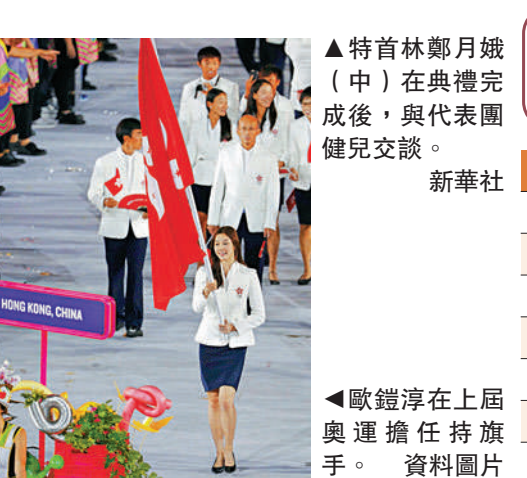 ▲特首林鄭月娥
（中）在典禮完
成後，與代表團
健兒交談。
新華社
HONG KONG, CHINA
◀歐鎧淳在上屆
奧運擔任持旗
手。 資料圖片